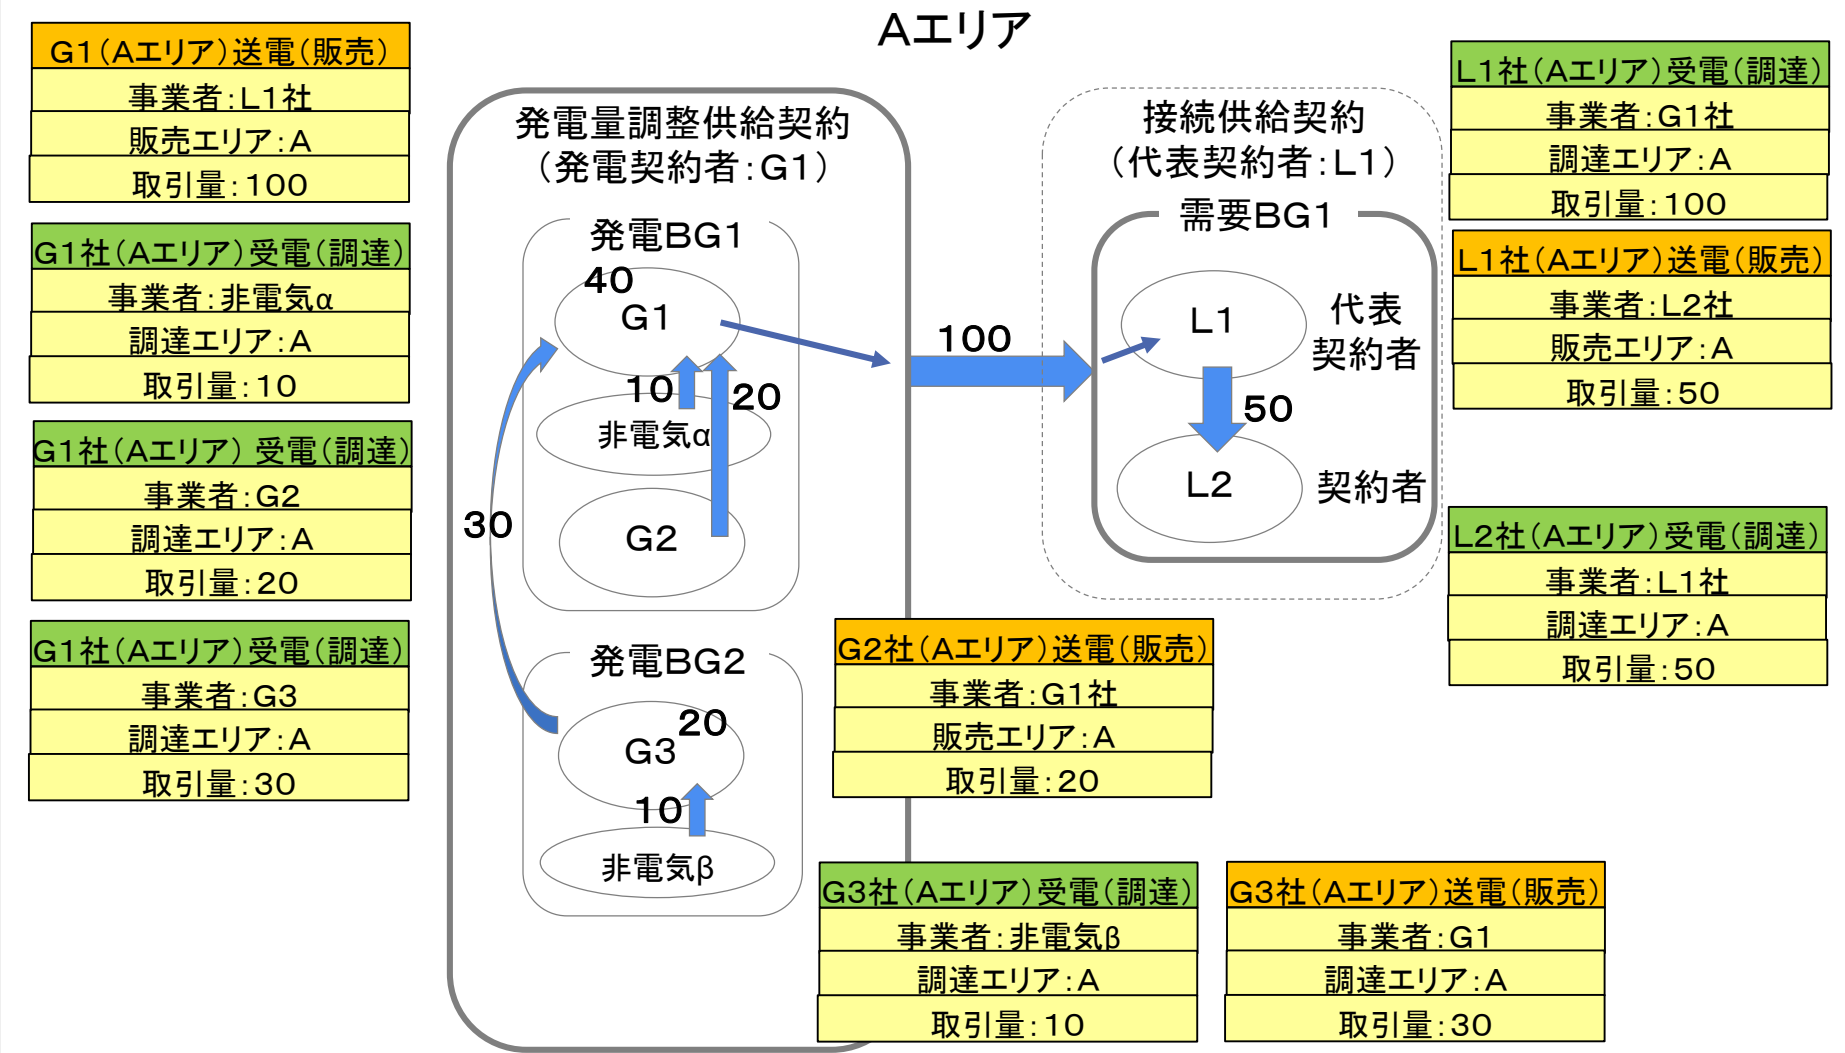 Aエリア
G1(Aエリア)送電(販売)
事業者:L1社
販売エリア:A
取引量:100
G1社(Aエリア)受電(調達)
事業者:非電気α
調達エリア:A
取引量:10
G1社(Aエリア) 受電(調達)
事業者:G2
調達エリア:A
取引量:20
G1社(Aエリア)受電(調達)
事業者:G3
調達エリア:A
取引量:30
発電量調整供給契約
(発電契約者:G1)
発電BG1
40
G1
10
20
非電気α
G2
30
発電BG2
20
G3
10
非電気β
100
接続供給契約
(代表契約者:L1)
需要BG1
L1
代表
契約者
50
L2
契約者
G2社(Aエリア)送電(販売)
事業者:G1社
販売エリア:A
取引量:20
G3社(Aエリア)受電(調達)
事業者:非電気β
調達エリア:A
取引量:10
G3社(Aエリア)送電(販売)
事業者:G1
調達エリア:A
取引量:30
L1社(Aエリア)受電(調達)
事業者:G1社
調達エリア:A
取引量:100
L1社(Aエリア)送電(販売)
事業者:L2社
販売エリア:A
取引量:50
L2社(Aエリア)受電(調達)
事業者:L1社
調達エリア:A
取引量:50